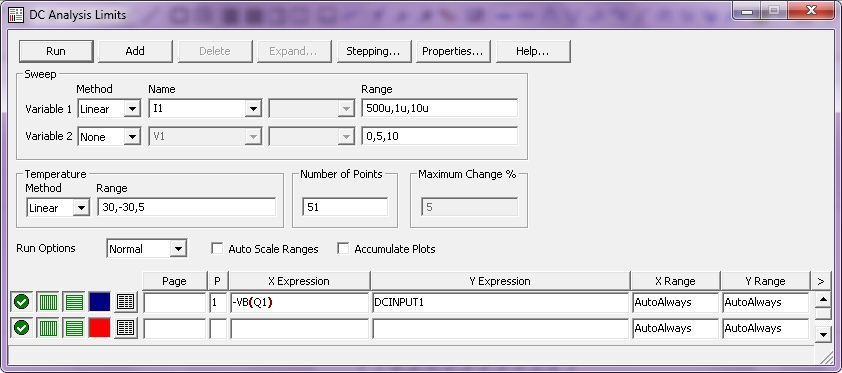 DC Analysis Limits
Run Add Delete Expand... Stepping... Properties... Help...
Sweep
Method Name Range
Variable 1 Linear I1 500u,1u,10u
Variable 2 None V1 0,5,10
Temperature Number of Points Maximum Change %
Method Range
Linear 30,-30,5 51 5
Run Options Normal Auto Scale Ranges Accumulate Plots
Page P X Expression Y Expression X Range Y Range >
1 -VB(Q1) DCINPUT1 AutoAlways AutoAlways
AutoAlways AutoAlways